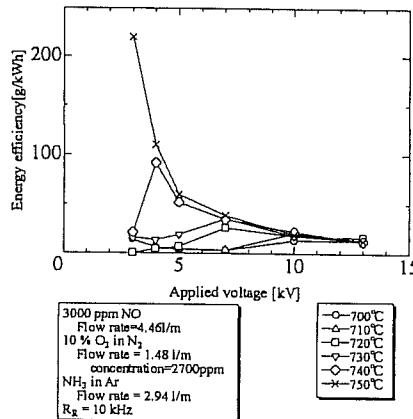 Energy efficiency[g/kWh]
200
100
0
0
5
10
15
Applied voltage [kV]
3000 ppm NO
Flow rate=4.46l/m
10 % O₂ in N₂
Flow rate = 1.48 l/m
concentration=2700ppm
NH₃ in Ar
Flow rate = 2.94 l/m
R_R = 10 kHz
700°C
710°C
720°C
730°C
740°C
750°C